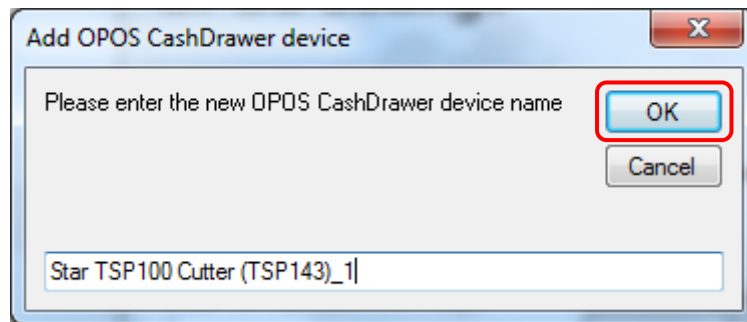 Add OPOS CashDrawer device
Please enter the new OPOS CashDrawer device name
OK
Cancel
Star TSP100 Cutter (TSP143)_1